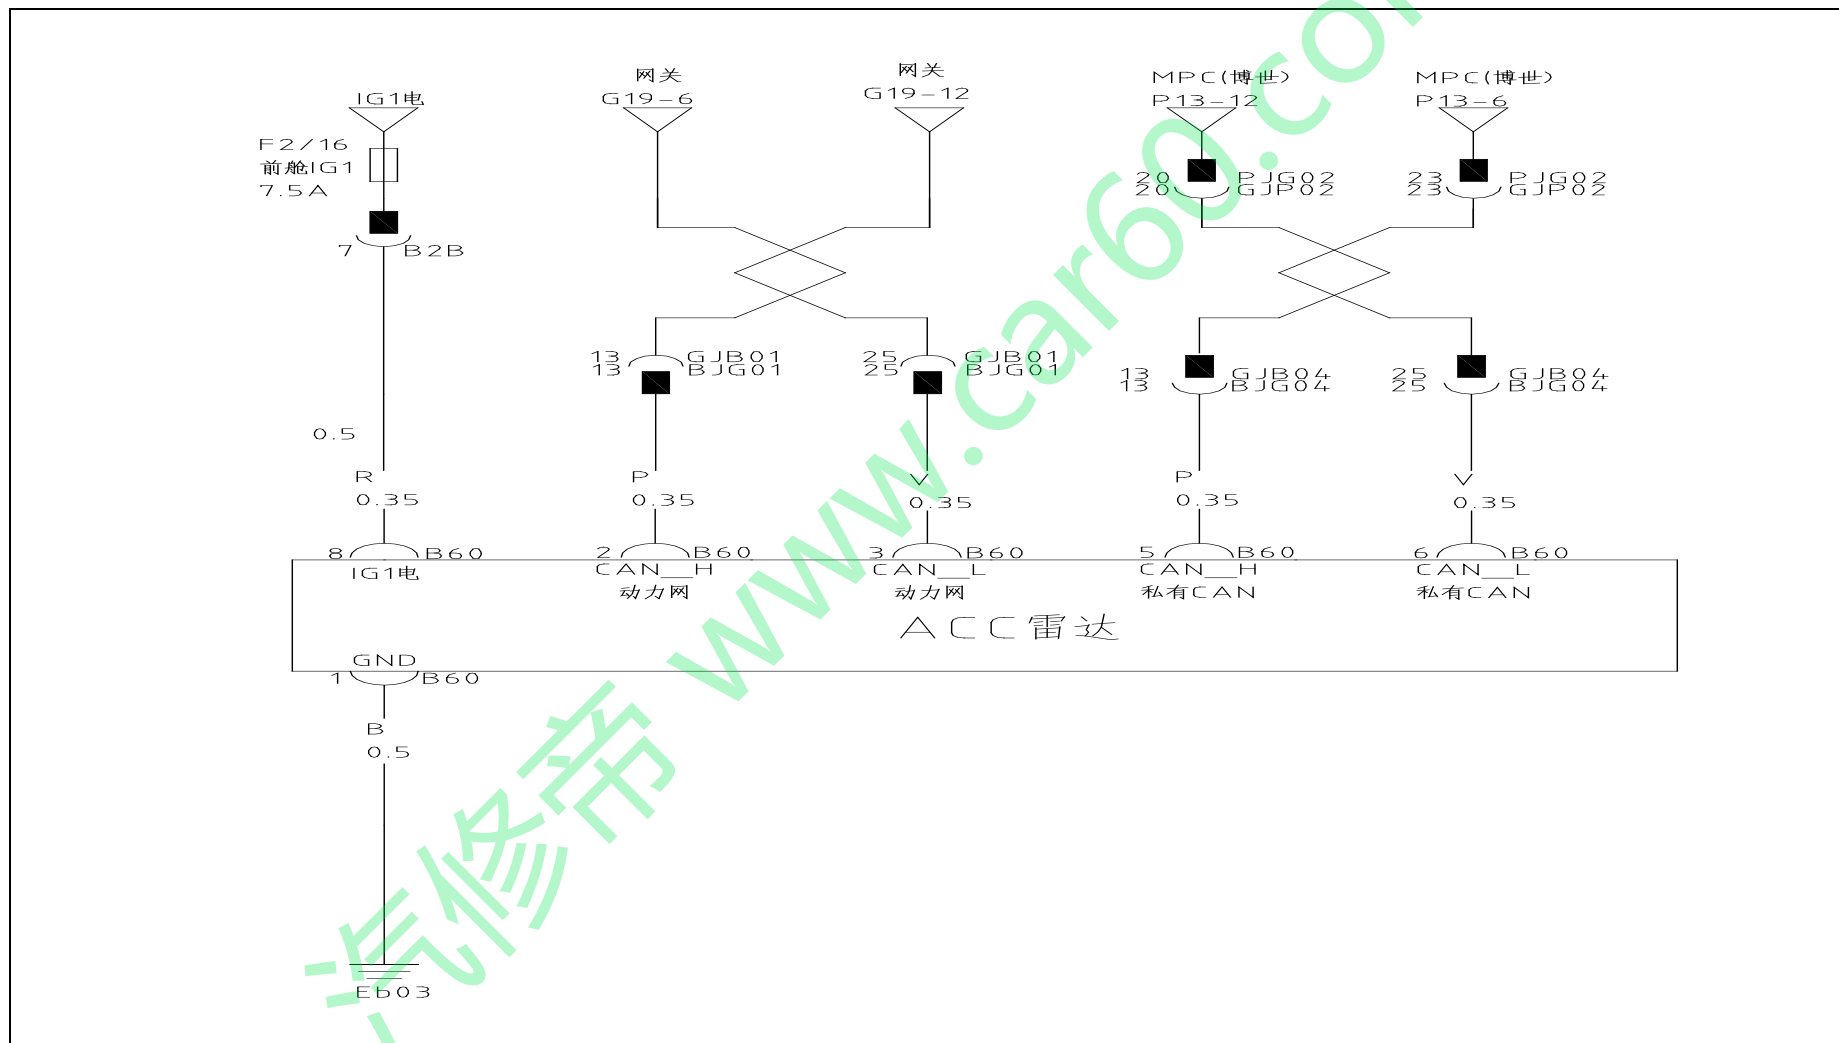 IG1电
F2/16
前舱IG1
7.5A
7 B2B
0.5
R
0.35
8 B60
IG1电
网关
G19-6
13 GJB01
13 BJG01
P
0.35
2 B60
CAN__H
动力网
网关
G19-12
25 GJB01
25 BJG01
V
0.35
3 B60
CAN__L
动力网
MPC(博世)
P13-12
20 PJG02
20 GJP02
13 GJB04
13 BJG04
P
0.35
5 B60
CAN__H
私有CAN
MPC(博世)
P13-6
23 PJG02
23 GJP02
25 GJB04
25 BJG04
V
0.35
6 B60
CAN__L
私有CAN
ACC雷达
GND
1 B60
B
0.5
Eb03
汽修帝 www.car60.com